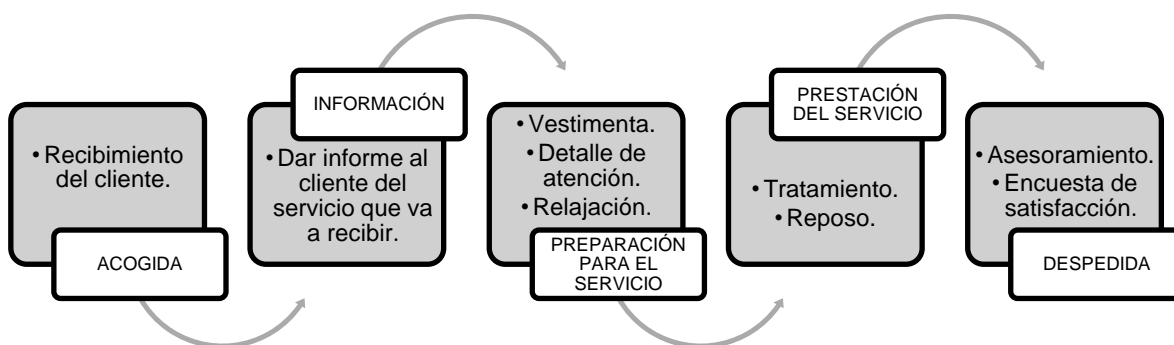 • Recibimiento
del cliente.
ACOGIDA
INFORMACIÓN
• Dar informe al
cliente del
servicio que va
a recibir.
• Vestimenta.
• Detalle de
atención.
• Relajación.
PREPARACIÓN
PARA EL
SERVICIO
PRESTACIÓN
DEL SERVICIO
• Tratamiento.
• Reposo.
• Asesoramiento.
• Encuesta de
satisfacción.
DESPEDIDA